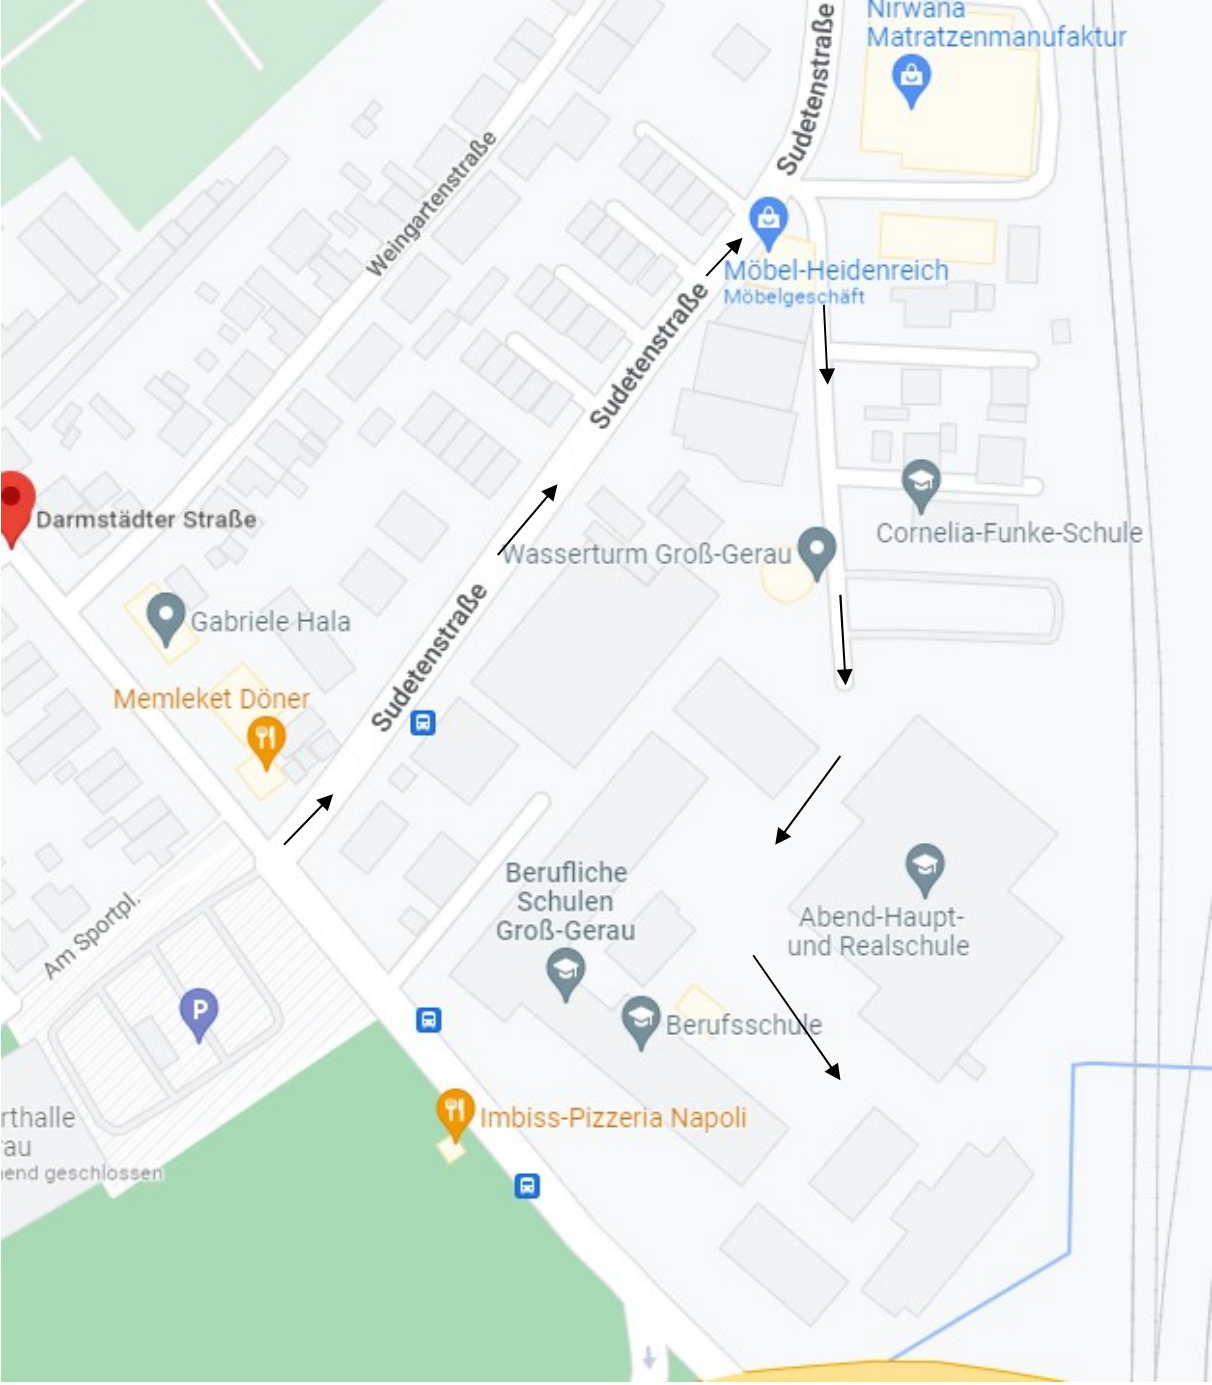 Nirwana
Matratzenmanufaktur
Sudetenstraße
Weingartenstraße
Möbel-Heidenreich
Möbelgeschäft
Sudetenstraße
Darmstädter Straße
Cornelia-Funke-Schule
Wasserturm Groß-Gerau
Gabriele Hala
Sudetenstraße
Memleket Döner
Berufliche
Schulen
Groß-Gerau
Abend-Haupt-
und Realschule
Am Sportpl.
P
Berufsschule
Imbiss-Pizzeria Napoli
rthalle
rau
end geschlossen